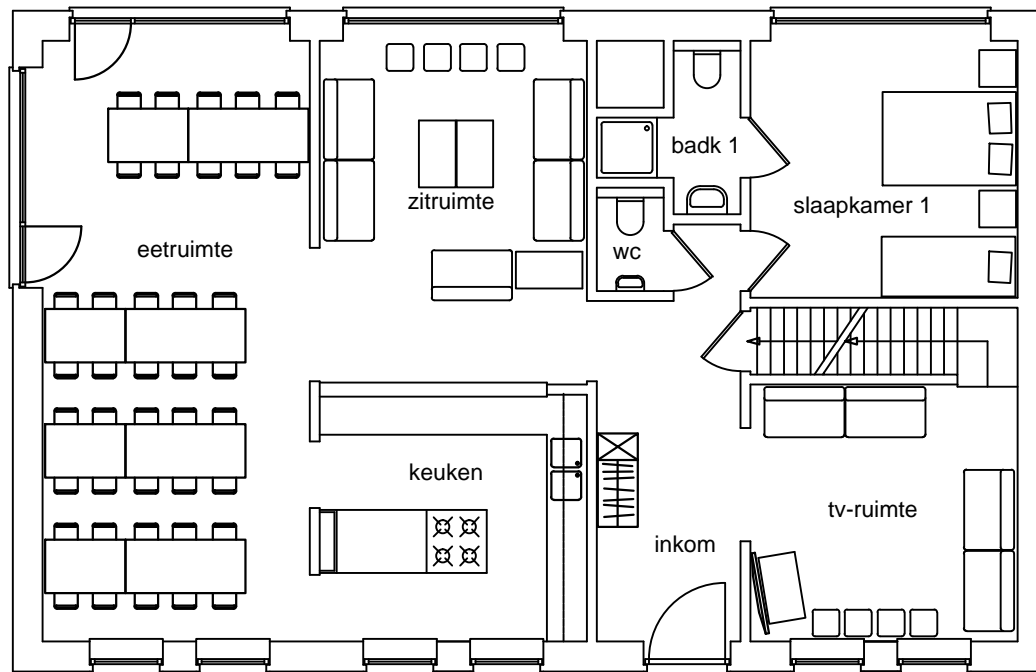 badk 1
zitruimte
slaapkamer 1
eetruimte
wc
keuken
tv-ruimte
inkom